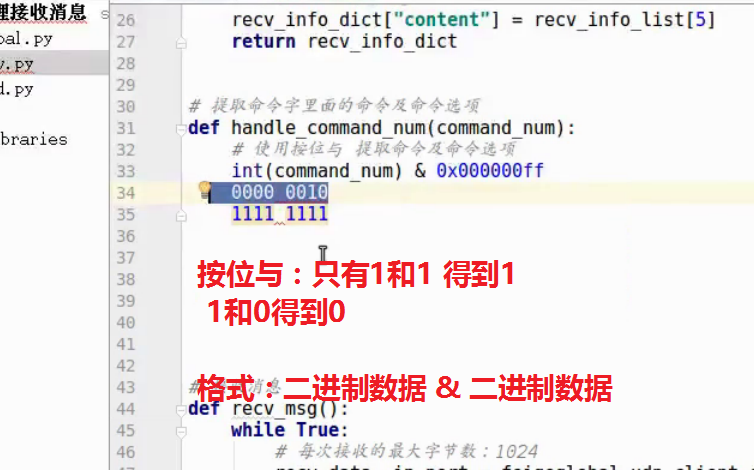 理接收消息
bal.py
v.py
d.py
braries
26 recv_info_dict["content"] = recv_info_list[5]
27 return recv_info_dict
28
29
30 # 提取命令字里面的命令及命令选项
31 def handle_command_num(command_num):
32 # 使用按位与 提取命令及命令选项
33 int(command_num) & 0x000000ff
34 0000 0010
35 1111 1111
36
37 按位与：只有1和1 得到1
38 1和0得到0
39
40
41 格式：二进制数据 & 二进制数据
42
43 # 消息
44 def recv_msg():
45 while True:
46 # 每次接收的最大字节数：1024